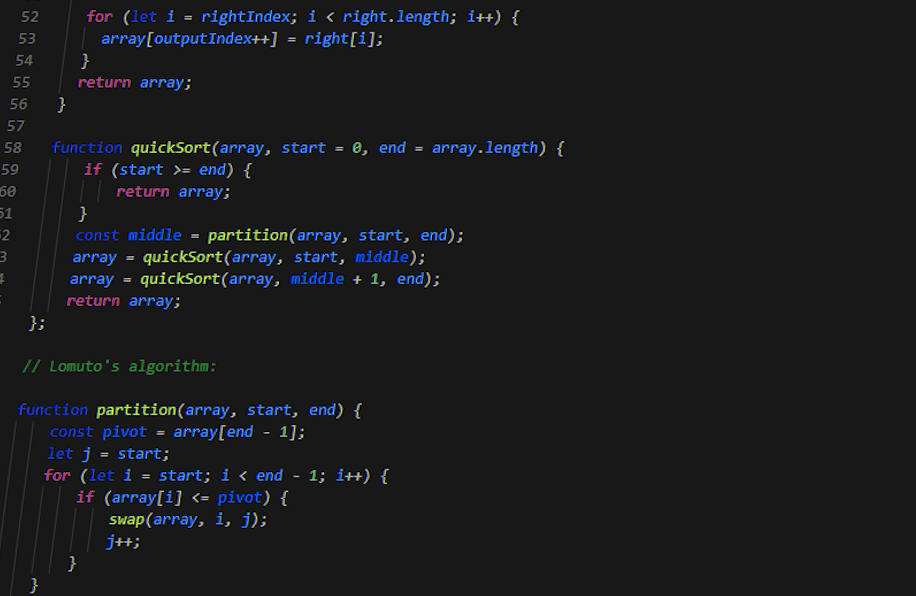 52 for (let i = rightIndex; i < right.length; i++) {
53 array[outputIndex++] = right[i];
54 }
55 return array;
56 }
57
58 function quickSort(array, start = 0, end = array.length) {
59 if (start >= end) {
60 return array;
61 }
2 const middle = partition(array, start, end);
3 array = quickSort(array, start, middle);
array = quickSort(array, middle + 1, end);
return array;
};
// Lomuto's algorithm:
function partition(array, start, end) {
const pivot = array[end - 1];
let j = start;
for (let i = start; i < end - 1; i++) {
if (array[i] <= pivot) {
swap(array, i, j);
j++;
}
}